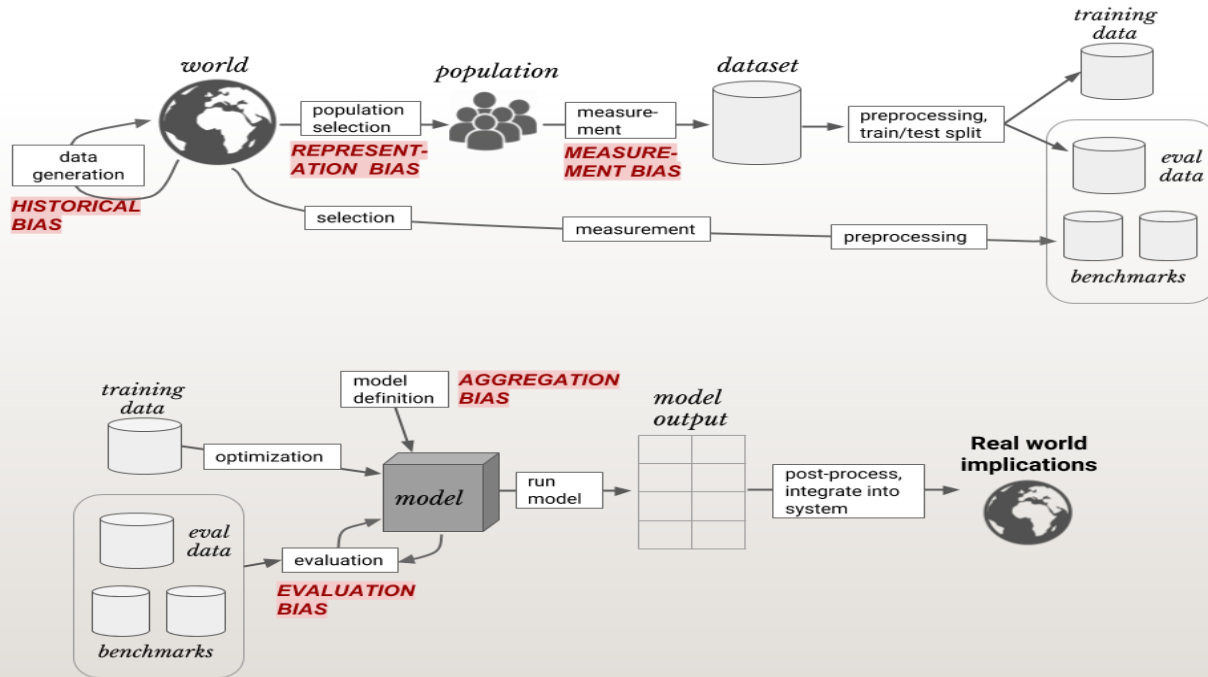 training
data
world
population
dataset
population
selection
measure-
ment
preprocessing,
train/test split
REPRESENT-
ATION BIAS
MEASURE-
MENT BIAS
data
generation
eval
data
HISTORICAL
BIAS
selection
measurement
preprocessing
benchmarks
training
data
model
definition
AGGREGATION
BIAS
model
output
optimization
Real world
implications
model
run
model
post-process,
integrate into
system
eval
data
evaluation
EVALUATION
BIAS
benchmarks